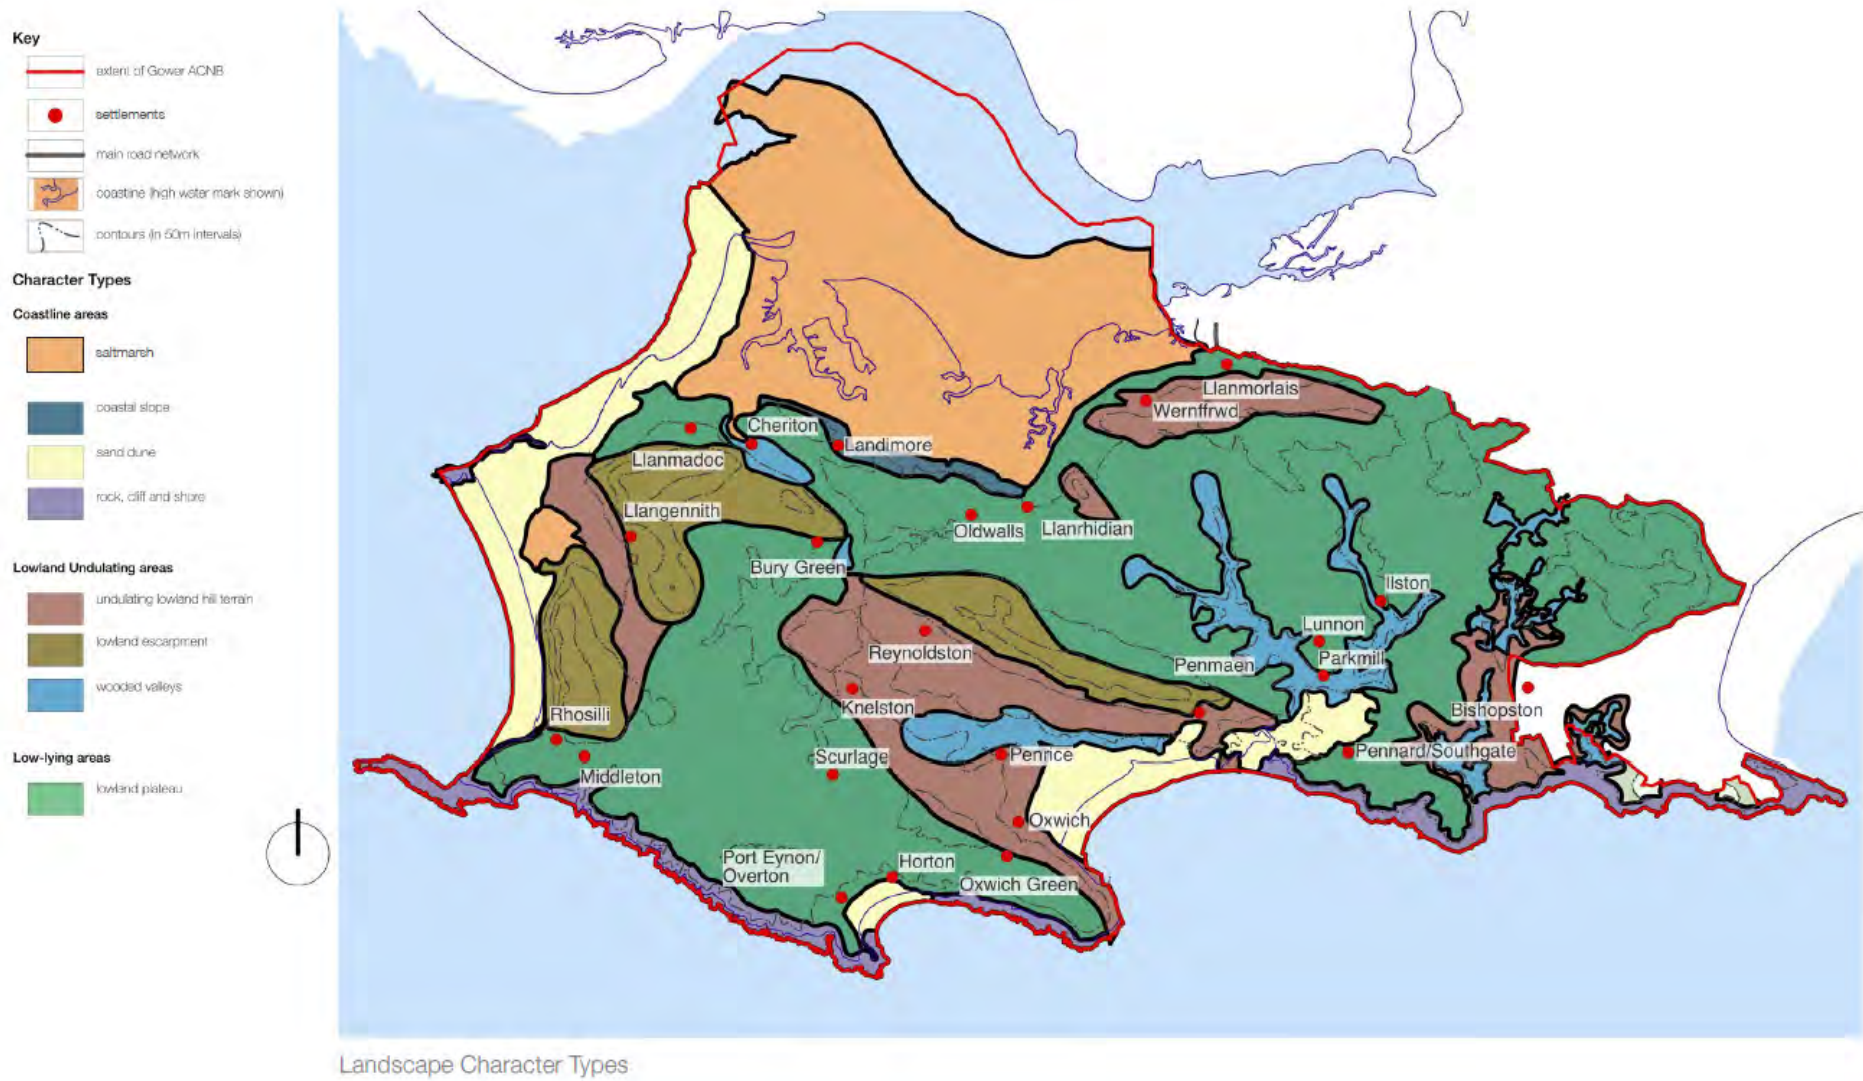 Key
extent of Gower AONB
settlements
main road network
coastline (high water mark shown)
contours (in 50m intervals)
Character Types
Coastline areas
saltmarsh
coastal slope
sand dune
rock, cliff and shore
Lowland Undulating areas
undulating lowland hill terrain
lowland escarpment
wooded valleys
Low-lying areas
lowland plateau
Llanmorlais
Wernffrwd
Cheriton
Landimore
Llanmadoc
Llangennith
Oldwalls
Llanrhidian
Bury Green
Ilston
Lunnon
Reynoldston
Penmaen
Parkmill
Knelston
Rhosilli
Bishopston
Scurlage
Penrice
Pennard/Southgate
Middleton
Oxwich
Port Eynon/
Overton
Horton
Oxwich Green
Landscape Character Types